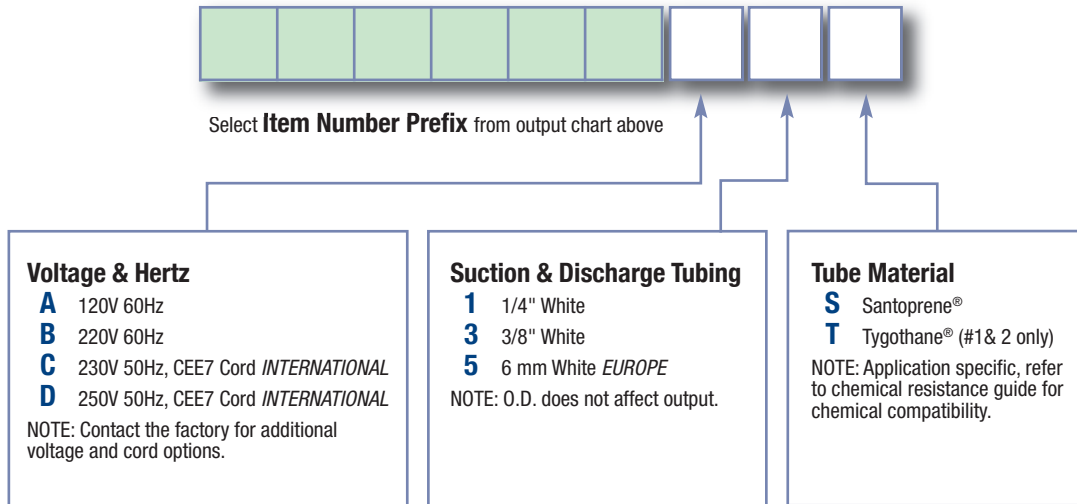 Select Item Number Prefix from output chart above
Voltage & Hertz
A 120V 60Hz
B 220V 60Hz
C 230V 50Hz, CEE7 Cord INTERNATIONAL
D 250V 50Hz, CEE7 Cord INTERNATIONAL
NOTE: Contact the factory for additional
voltage and cord options.
Suction & Discharge Tubing
1 1/4" White
3 3/8" White
5 6 mm White EUROPE
NOTE: O.D. does not affect output.
Tube Material
S Santoprene®
T Tygothane® (#1& 2 only)
NOTE: Application specific, refer
to chemical resistance guide for
chemical compatibility.